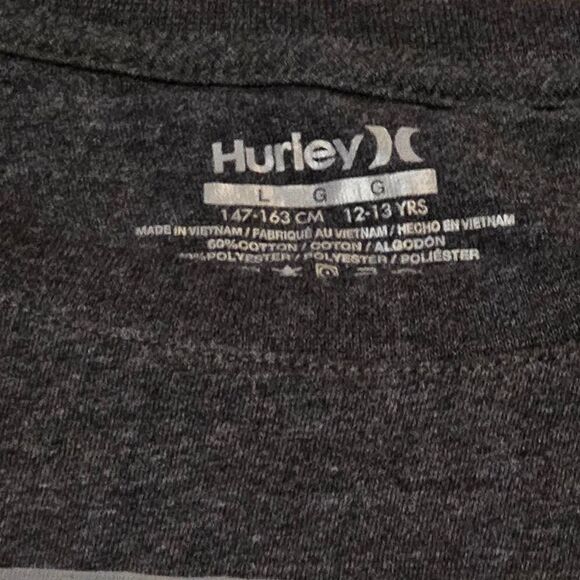 Hurley
L G G
147-163 CM 12-13 YRS
MADE IN VIETNAM / FABRIQUÉ AU VIETNAM / HECHO EN VIETNAM
60%COTTON / COTON / ALGODÓN
POLYESTER / POLYESTER / POLIÉSTER